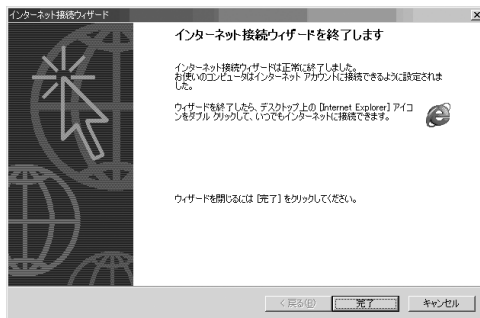 インターネット接続ウィザード
インターネット接続ウィザードを終了します
インターネット接続ウィザードは正常に終了しました。
お使いのコンピュータはインターネット アカウントに接続できるように設定されま
した。
ウィザードを終了したら、デスクトップ上の [Internet Explorer] アイコ
ンをダブル クリックして、いつでもインターネットに接続できます。
ウィザードを閉じるには [完了] をクリックしてください。
< 戻る(B)
完了
キャンセル